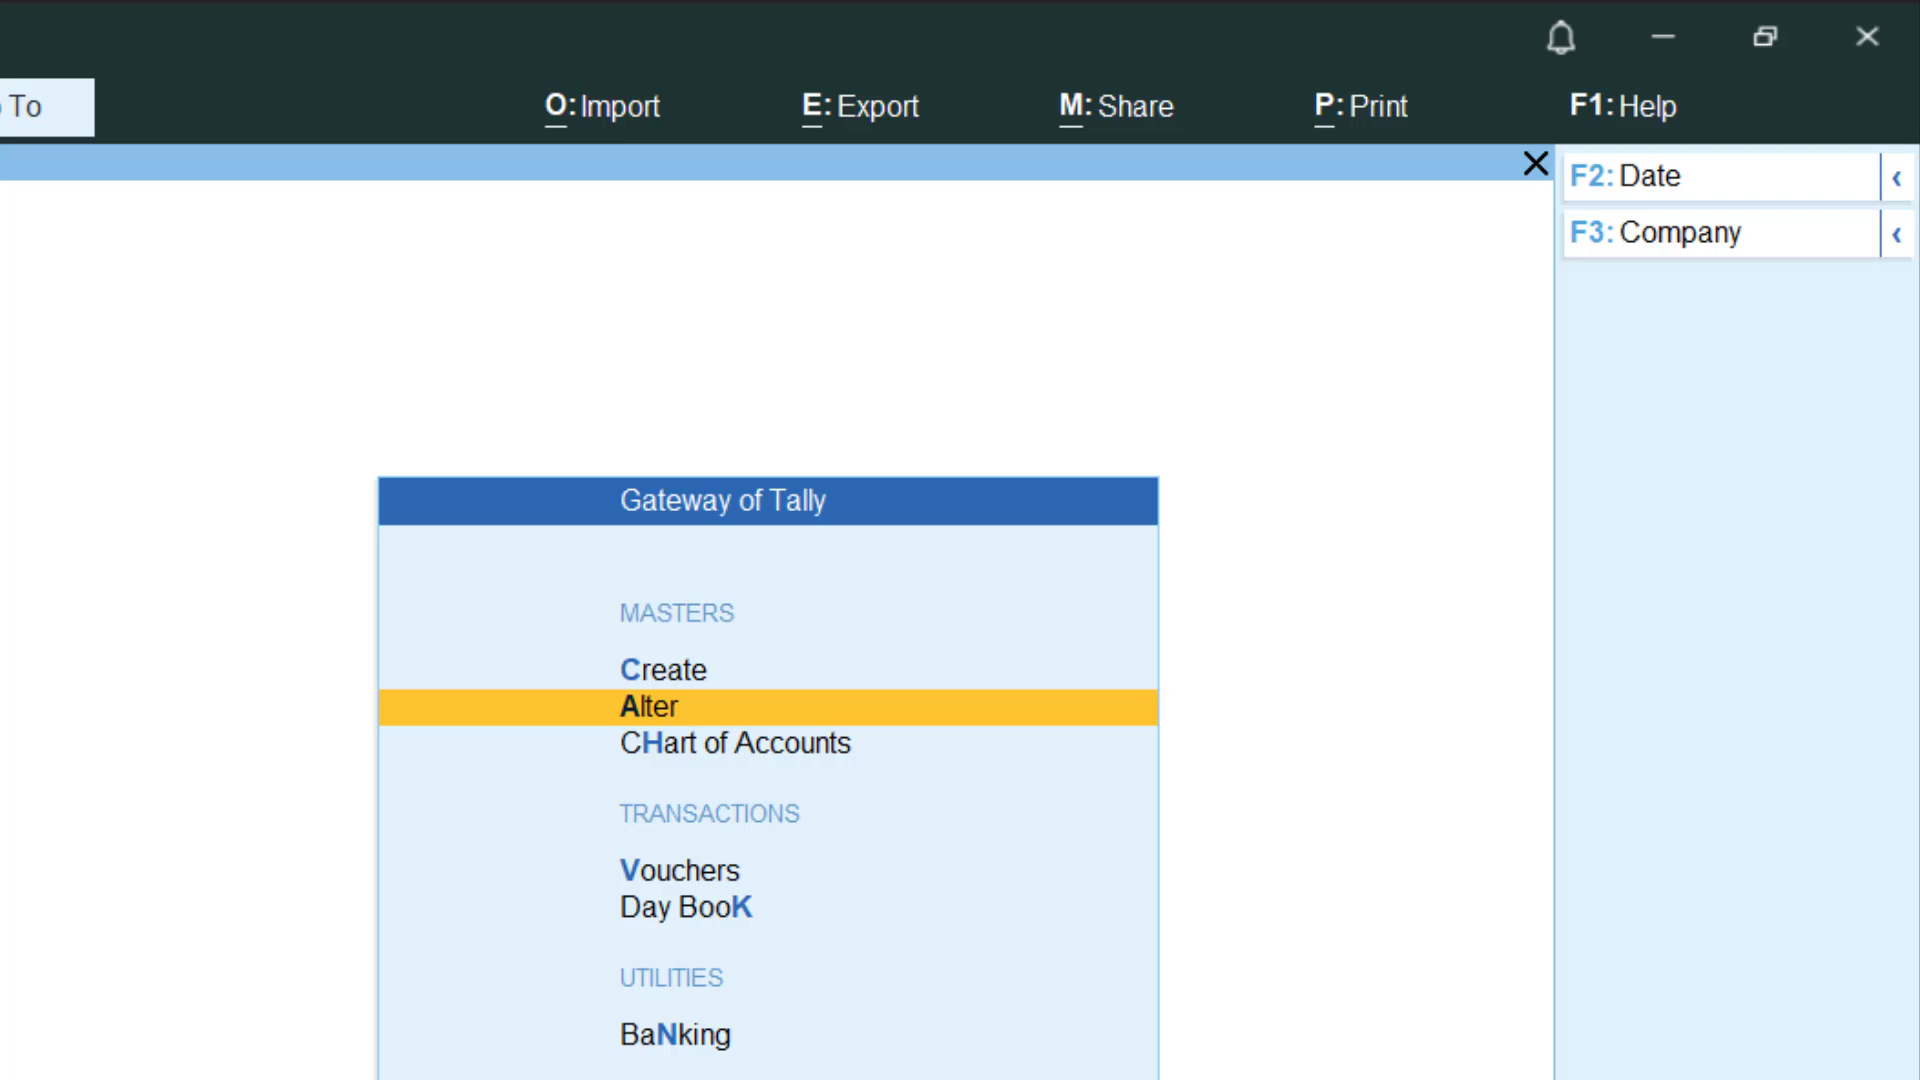 To
O: Import
E: Export
M: Share
P: Print
F1: Help
F2: Date
F3: Company
Gateway of Tally
MASTERS
Create
Alter
CHart of Accounts
TRANSACTIONS
Vouchers
Day BooK
UTILITIES
BaNking